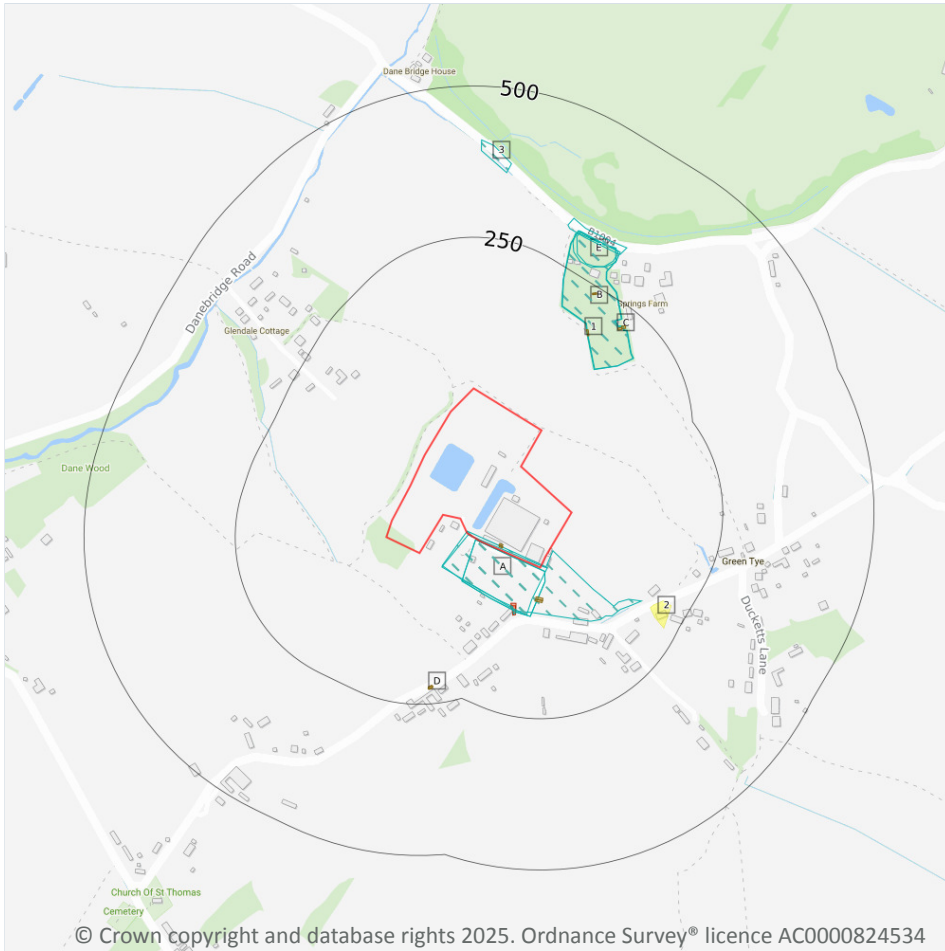 Dane Bridge House
500
3
B1004
E
250
B
Springs Farm
1
C
Danebridge Road
Glendale Cottage
Dane Wood
A
Green Tye
2
Ducketts Lane
D
Church Of St Thomas
Cemetery
© Crown copyright and database rights 2025. Ordnance Survey® licence AC0000824534